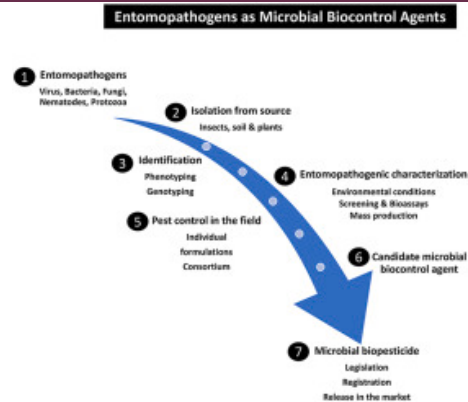 Entomopathogens as Microbial Biocontrol Agents
1 Entomopathogens
Virus, Bacteria, Fungi,
Nematodes, Protozoa
2 Isolation from source
Insects, soil & plants
3 Identification
Phenotyping
Genotyping
4 Entomopathogenic characterization
Environmental conditions
Screening & Bioassays
Mass production
5 Pest control in the field
Individual
formulations
Consortium
6 Candidate microbial
biocontrol agent
7 Microbial biopesticide
Legislation
Registration
Release in the market